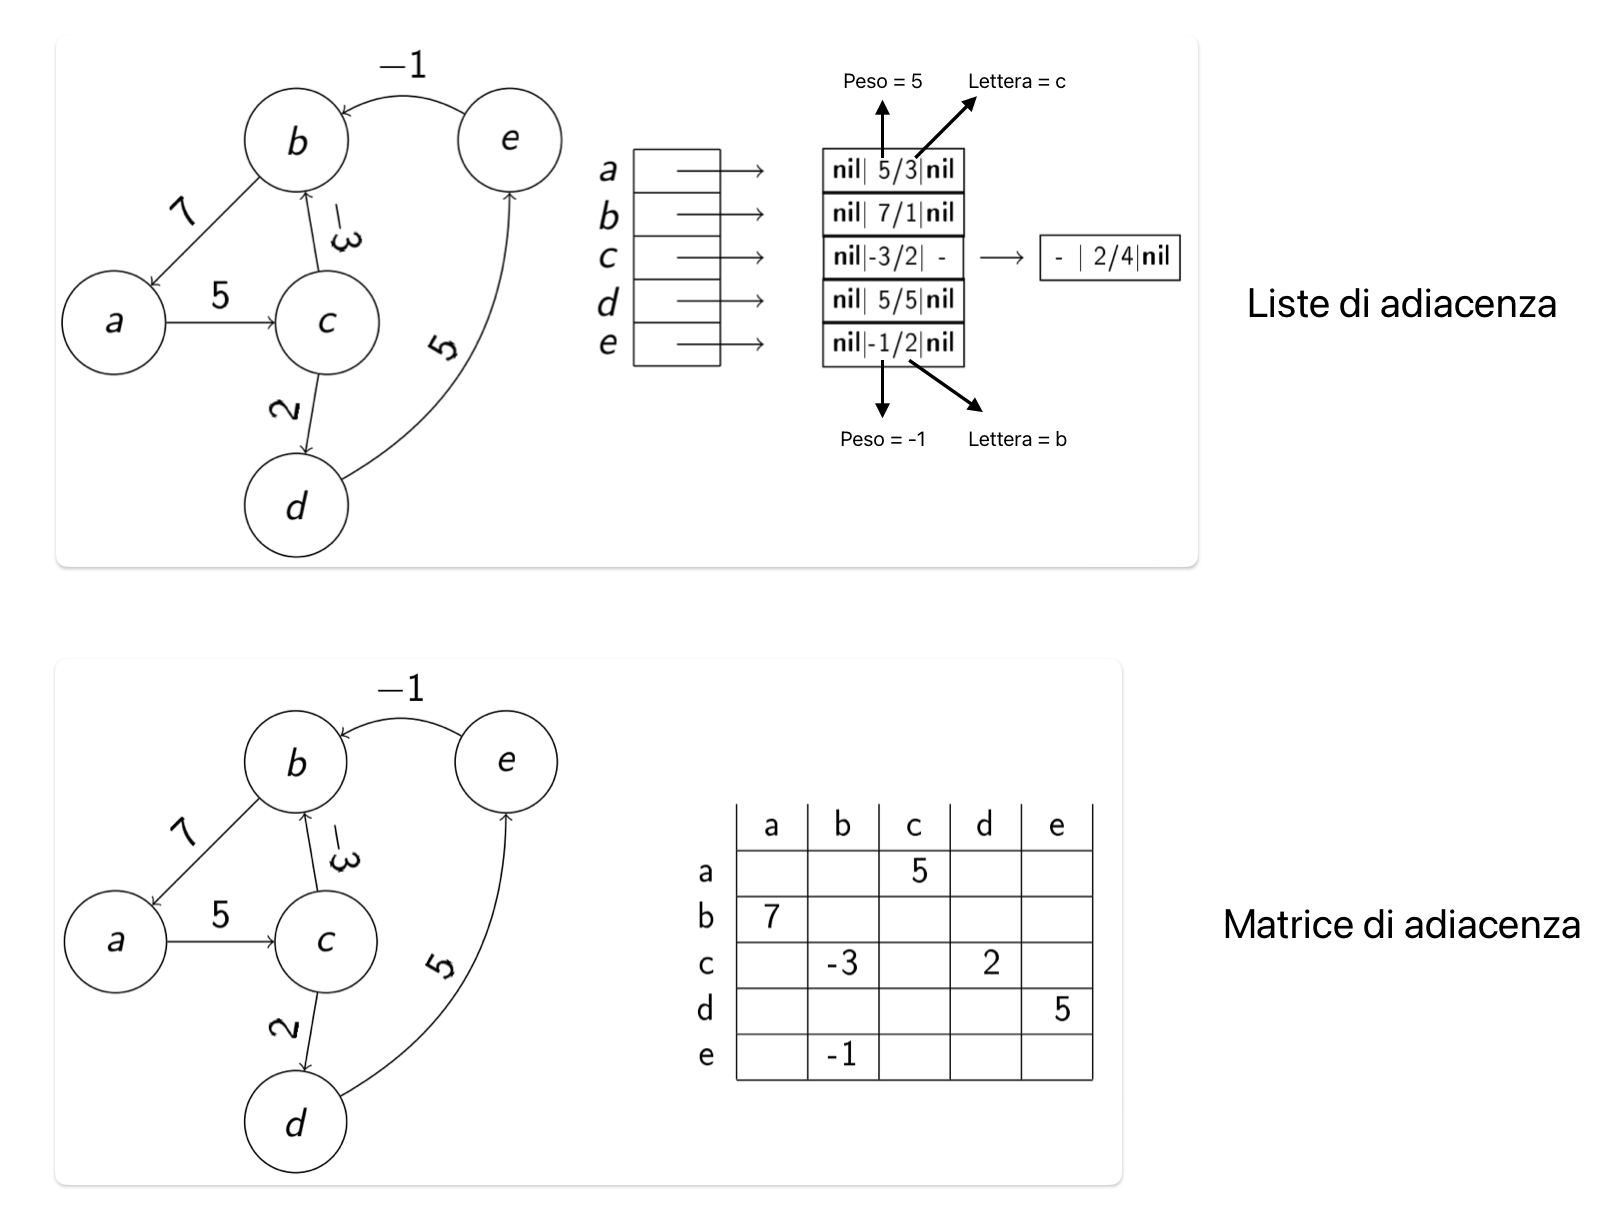 −1
b
e
7
−3
a
5
c
5
2
d
Peso = 5 Lettera = c
a nil| 5/3|nil
b nil| 7/1|nil
c nil|-3/2| - - | 2/4|nil
d nil| 5/5|nil
e nil|-1/2|nil
Peso = -1 Lettera = b
Liste di adiacenza
−1
b
e
7
−3
a
5
c
5
2
d
a b c d e
a 5
b 7
c -3 2
d 5
e -1
Matrice di adiacenza